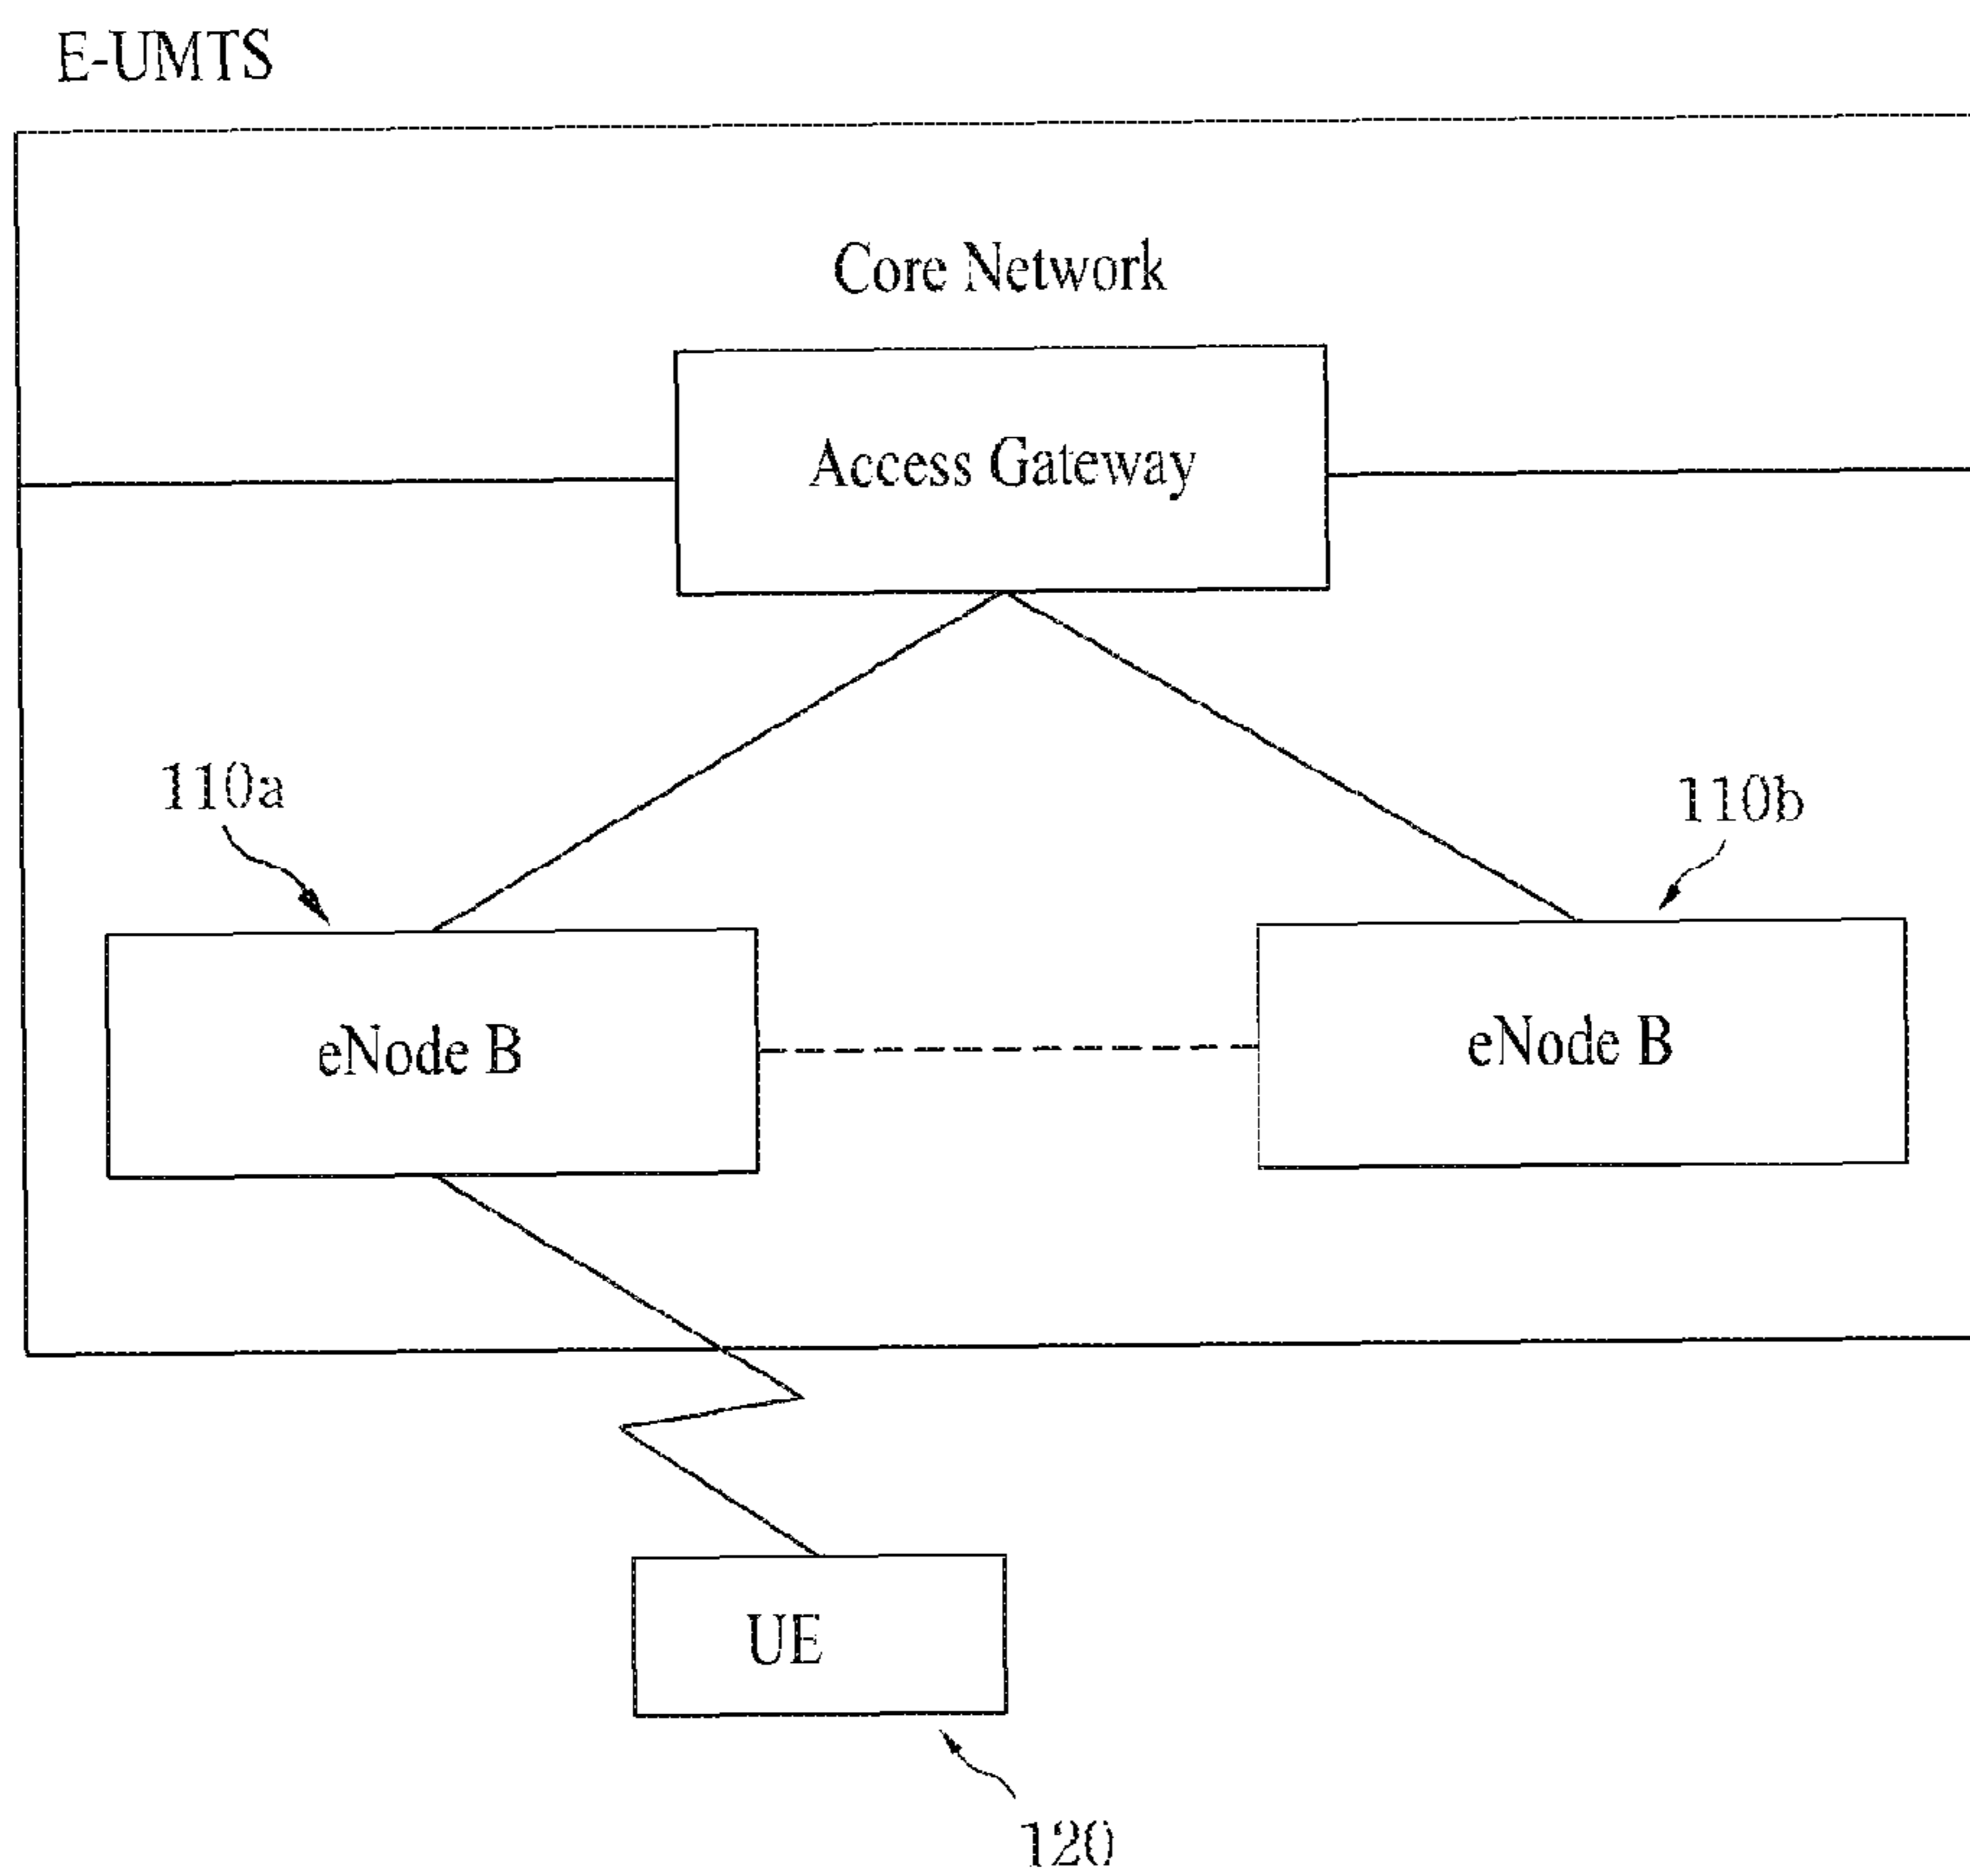 E-UMTS
Core Network
Access Gateway
110a
110b
eNode B
eNode B
UE
120